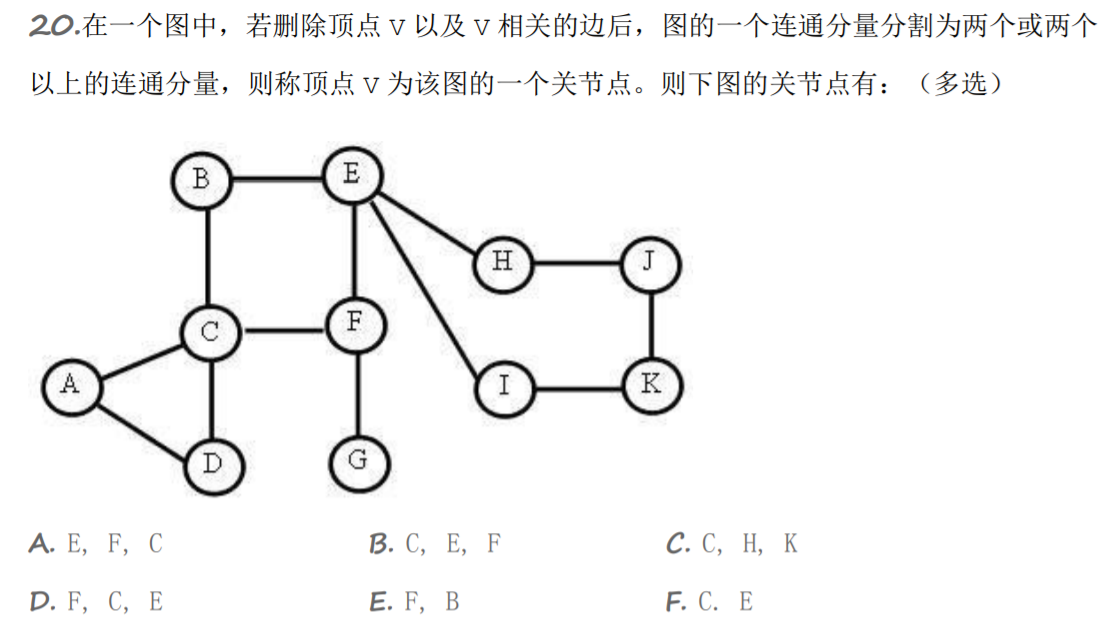 20.在一个图中，若删除顶点 V 以及 V 相关的边后，图的一个连通分量分割为两个或两个
以上的连通分量，则称顶点 V 为该图的一个关节点。则下图的关节点有：（多选）
B
E
H
J
C
F
A
I
K
D
G
A. E, F, C
B. C, E, F
C. C, H, K
D. F, C, E
E. F, B
F. C. E